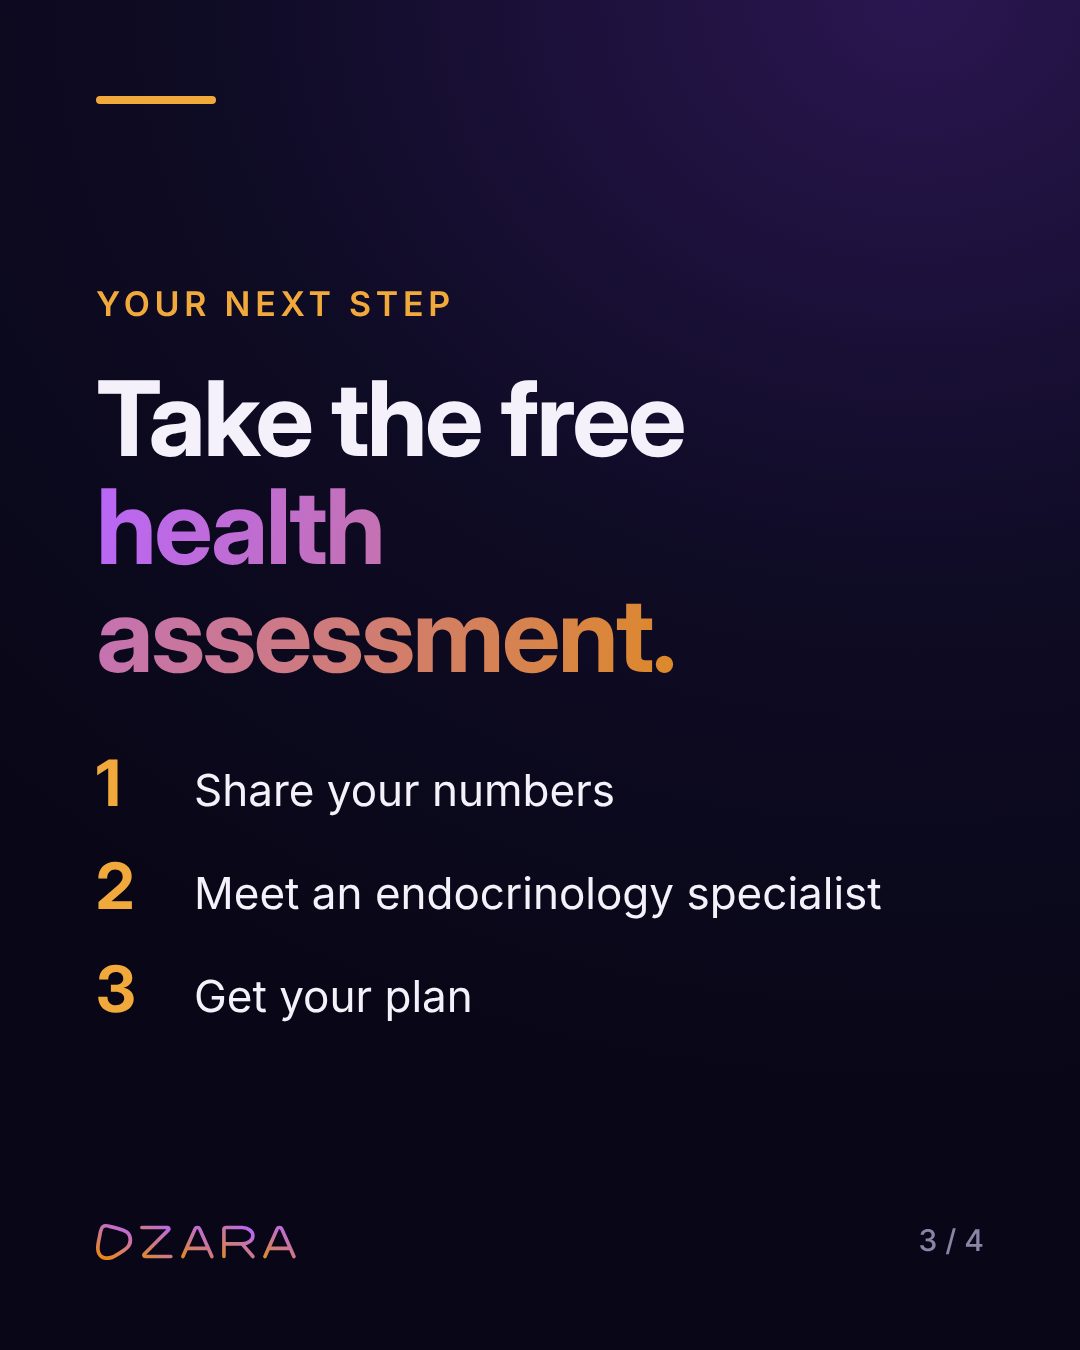 YOUR NEXT STEP
Take the free
health
assessment.
1 Share your numbers
2 Meet an endocrinology specialist
3 Get your plan
DZARA
3 / 4